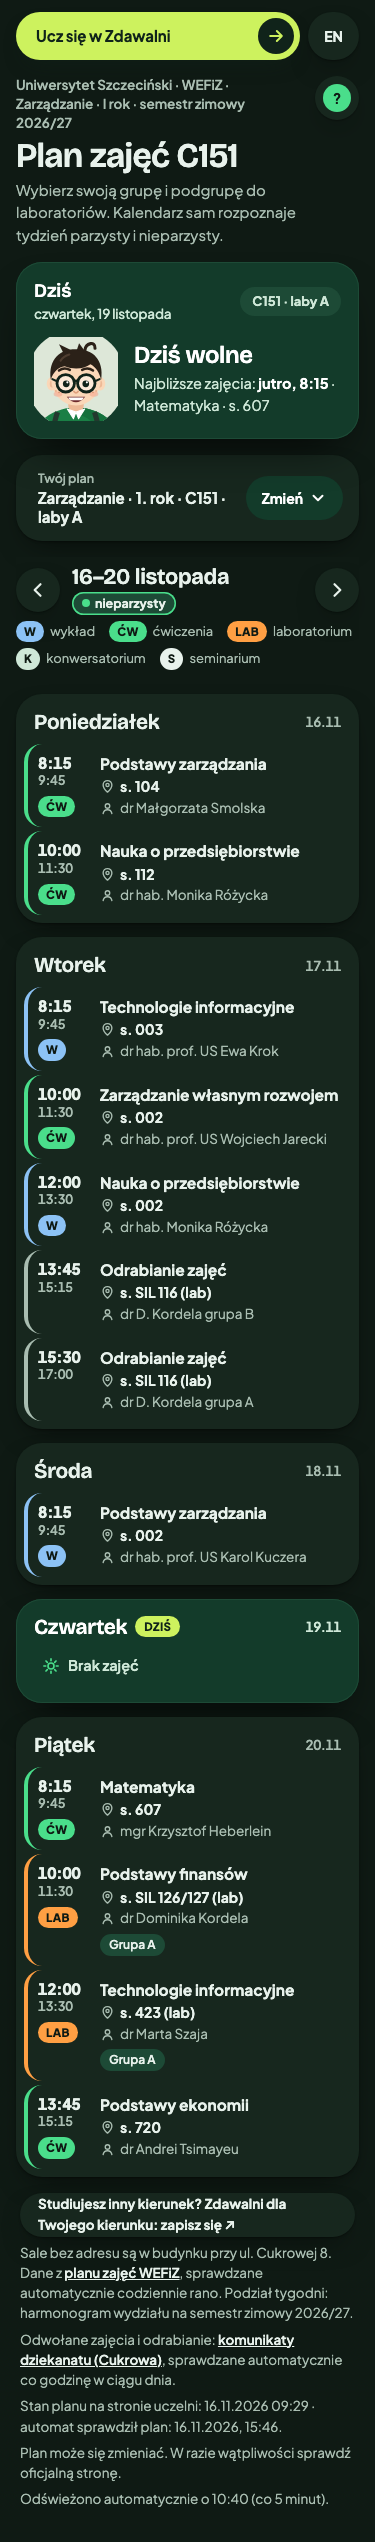 Ucz się w Zdawalni
EN
Uniwersytet Szczeciński · WEFiZ ·
Zarządzanie · I rok · semestr zimowy
2026/27
?
Plan zajęć C151
Wybierz swoją grupę i podgrupę do
laboratoriów. Kalendarz sam rozpoznaje
tydzień parzysty i nieparzysty.
Dziś
czwartek, 19 listopada
C151 · laby A
Dziś wolne
Najbliższe zajęcia: jutro, 8:15 ·
Matematyka · s. 607
Twój plan
Zarządzanie · 1. rok · C151 ·
laby A
Zmień
16–20 listopada
nieparzysty
W wykład ĆW ćwiczenia LAB laboratorium
K konwersatorium S seminarium
Poniedziałek 16.11
8:15 Podstawy zarządzania
9:45 s. 104
ĆW dr Małgorzata Smolska
10:00 Nauka o przedsiębiorstwie
11:30 s. 112
ĆW dr hab. Monika Różycka
Wtorek 17.11
8:15 Technologie informacyjne
9:45 s. 003
W dr hab. prof. US Ewa Krok
10:00 Zarządzanie własnym rozwojem
11:30 s. 002
ĆW dr hab. prof. US Wojciech Jarecki
12:00 Nauka o przedsiębiorstwie
13:30 s. 002
W dr hab. Monika Różycka
13:45 Odrabianie zajęć
15:15 s. SIL 116 (lab)
dr D. Kordela grupa B
15:30 Odrabianie zajęć
17:00 s. SIL 116 (lab)
dr D. Kordela grupa A
Środa 18.11
8:15 Podstawy zarządzania
9:45 s. 002
W dr hab. prof. US Karol Kuczera
Czwartek DZIŚ 19.11
Brak zajęć
Piątek 20.11
8:15 Matematyka
9:45 s. 607
ĆW mgr Krzysztof Heberlein
10:00 Podstawy finansów
11:30 s. SIL 126/127 (lab)
LAB dr Dominika Kordela
Grupa A
12:00 Technologie informacyjne
13:30 s. 423 (lab)
LAB dr Marta Szaja
Grupa A
13:45 Podstawy ekonomii
15:15 s. 720
ĆW dr Andrei Tsimayeu
Studiujesz inny kierunek? Zdawalni dla
Twojego kierunku: zapisz się ↗
Sale bez adresu są w budynku przy ul. Cukrowej 8.
Dane z planu zajęć WEFiZ, sprawdzane
automatycznie codziennie rano. Podział tygodni:
harmonogram wydziału na semestr zimowy 2026/27.
Odwołane zajęcia i odrabianie: komunikaty
dziekanatu (Cukrowa), sprawdzane automatycznie
co godzinę w ciągu dnia.
Stan planu na stronie uczelni: 16.11.2026 09:29 ·
automat sprawdził plan: 16.11.2026, 15:46.
Plan może się zmieniać. W razie wątpliwości sprawdź
oficjalną stronę.
Odświeżono automatycznie o 10:40 (co 5 minut).